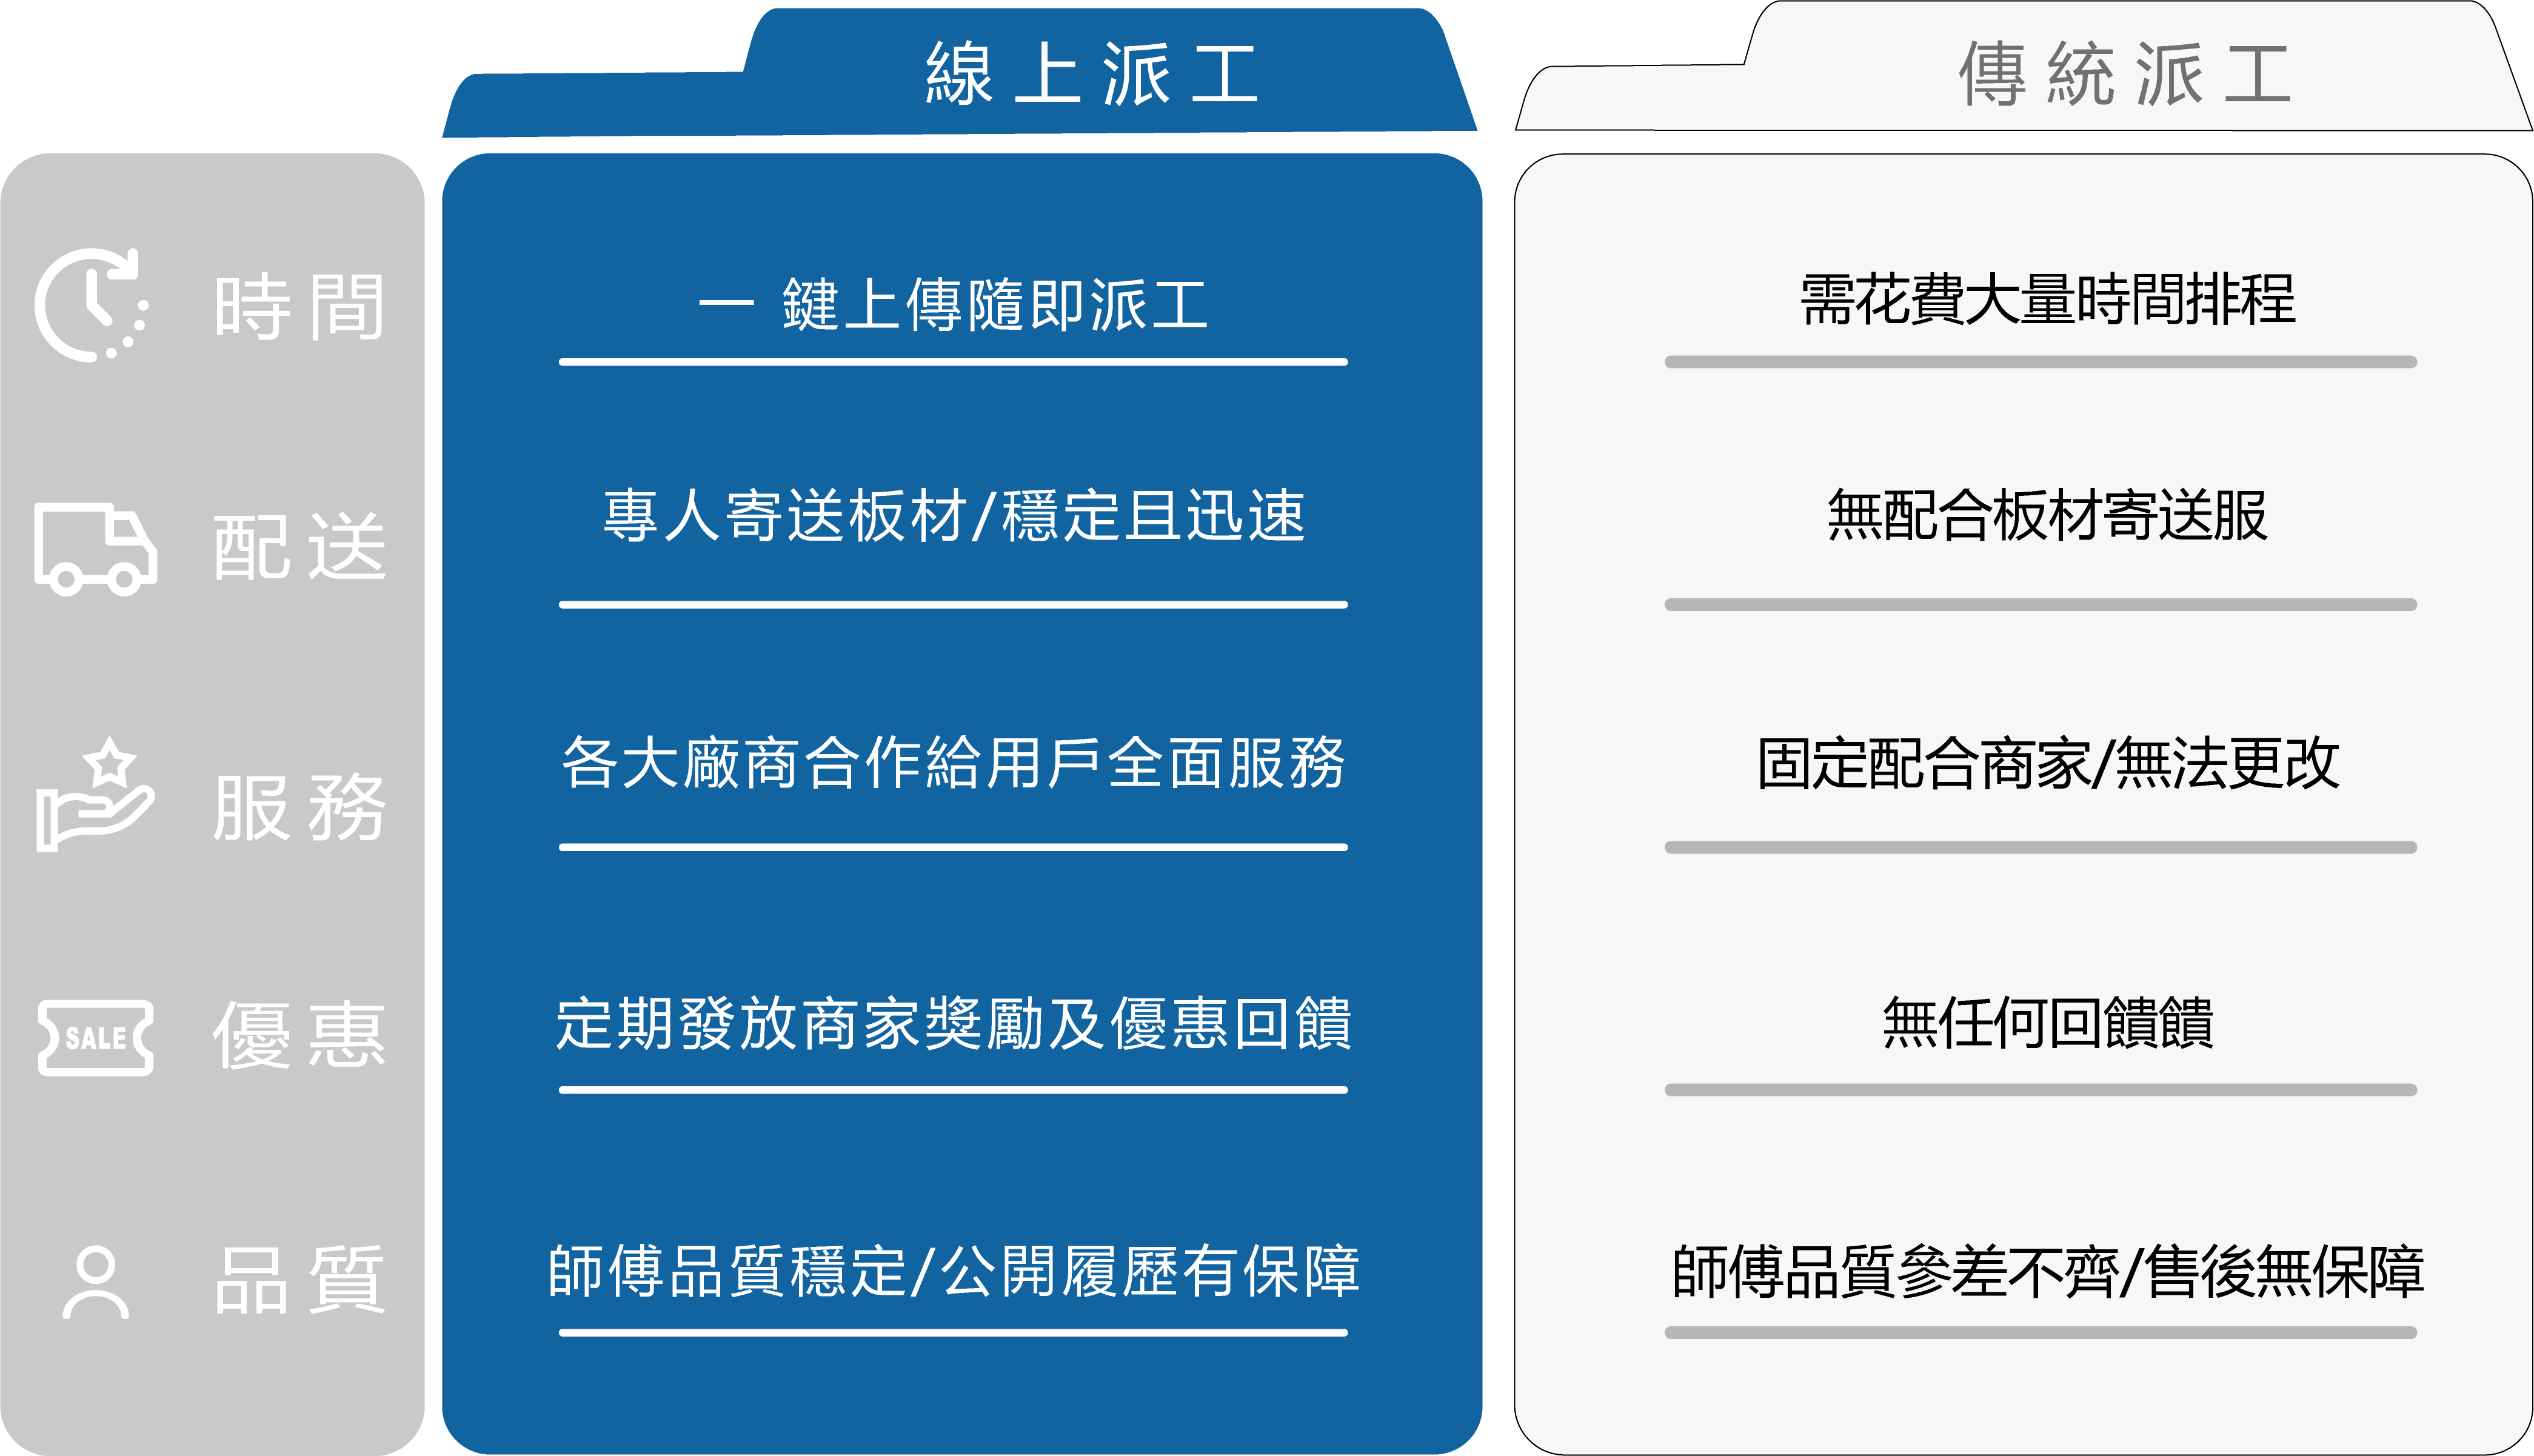 線上派工
傳統派工
時間
一 鍵上傳隨即派工
需花費大量時間排程
配送
專人寄送板材/穩定且迅速
無配合板材寄送服
服務
各大廠商合作給用戶全面服務
固定配合商家/無法更改
SALE
優惠
定期發放商家獎勵及優惠回饋
無任何回饋饋
品質
師傅品質穩定/公開履歷有保障
師傅品質參差不齊/售後無保障